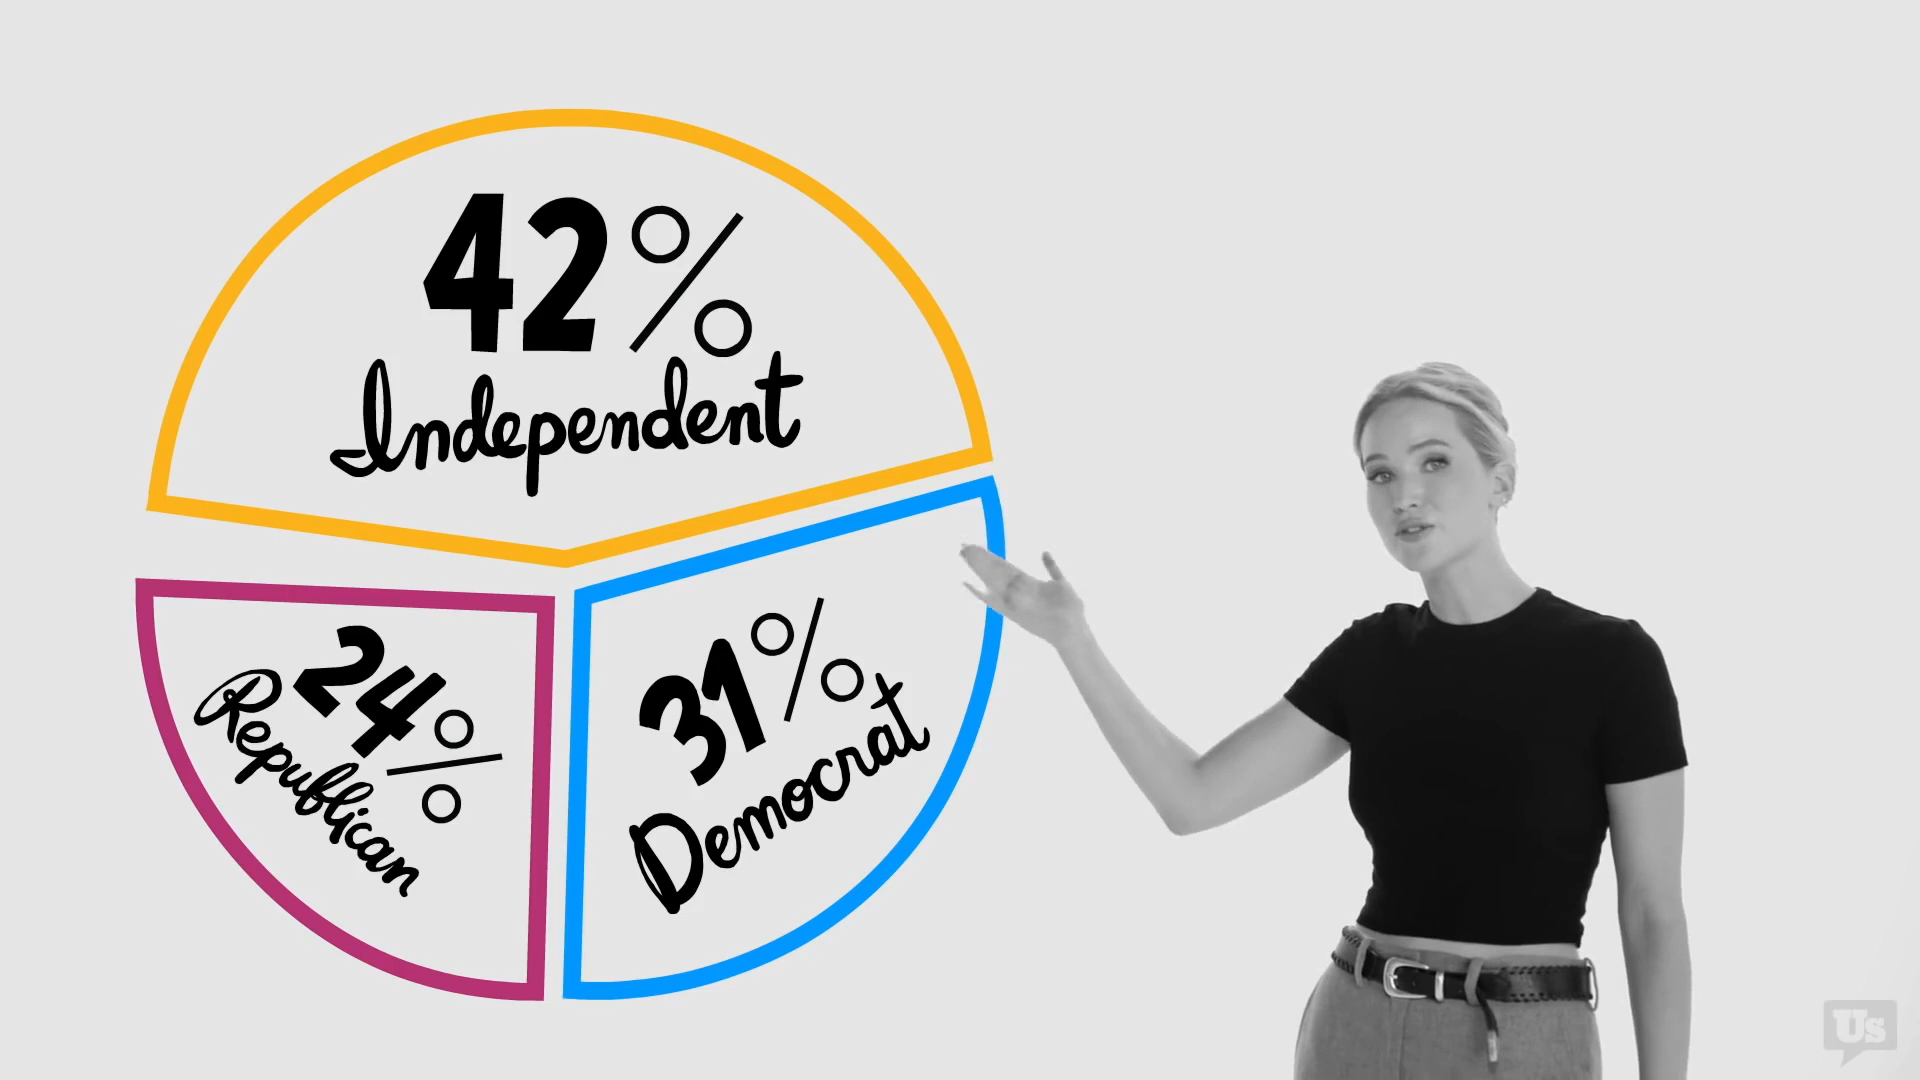 42%
Independent
24%
Republican
31%
Democrat
Us